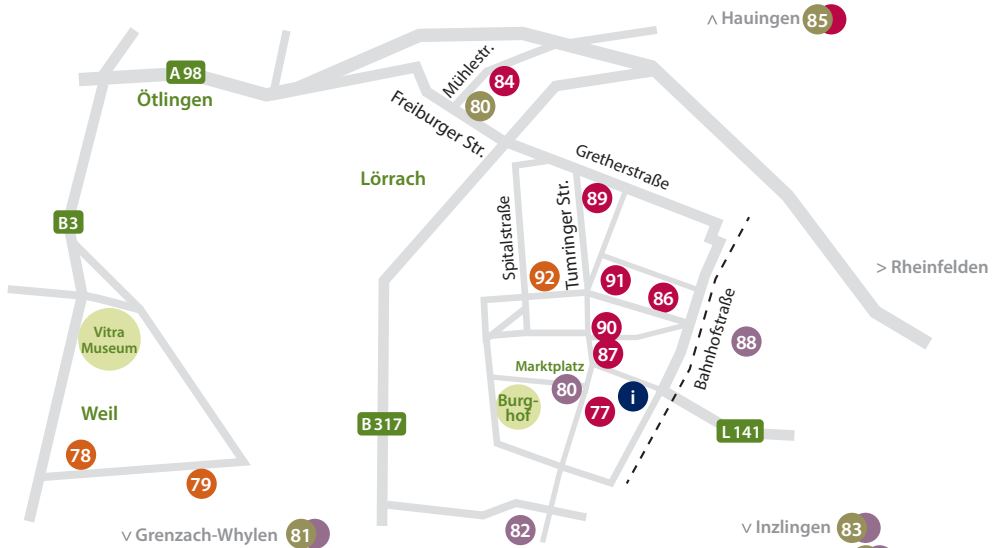 ʌ Hauingen 85
Mühlestr.
84
A 98
Ötlingen
80
Freiburger Str.
Gretherstraße
Lörrach
89
B3
Spitalstraße
Tumringer Str.
> Rheinfelden
92
91
86
Bahnhofstraße
90
88
Vitra
Museum
87
Marktplatz
80
i
Burg-
hof
77
Weil
B 317
L 141
78
79
v Grenzach-Whylen 81
82
v Inzlingen 83